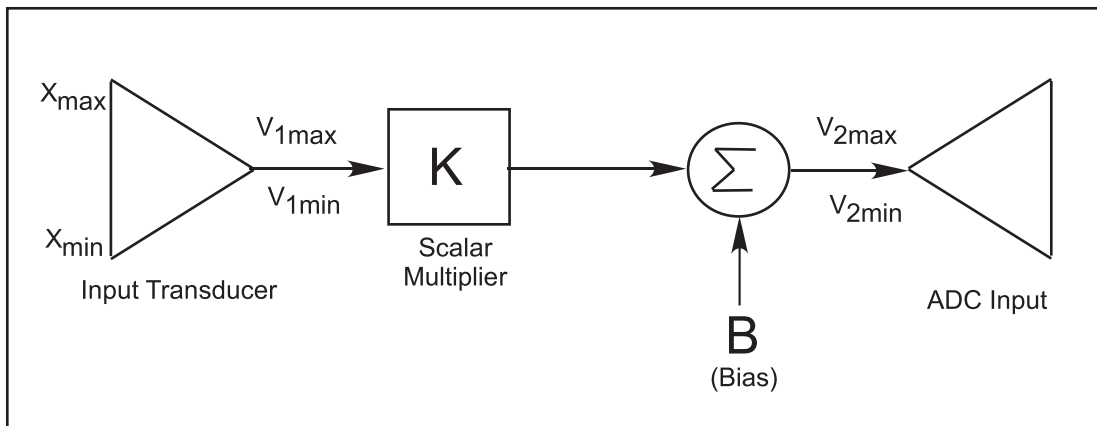 Xmax
Xmin
Input Transducer
V1max
V1min
K
Scalar
Multiplier
Σ
B
(Bias)
V2max
V2min
ADC Input